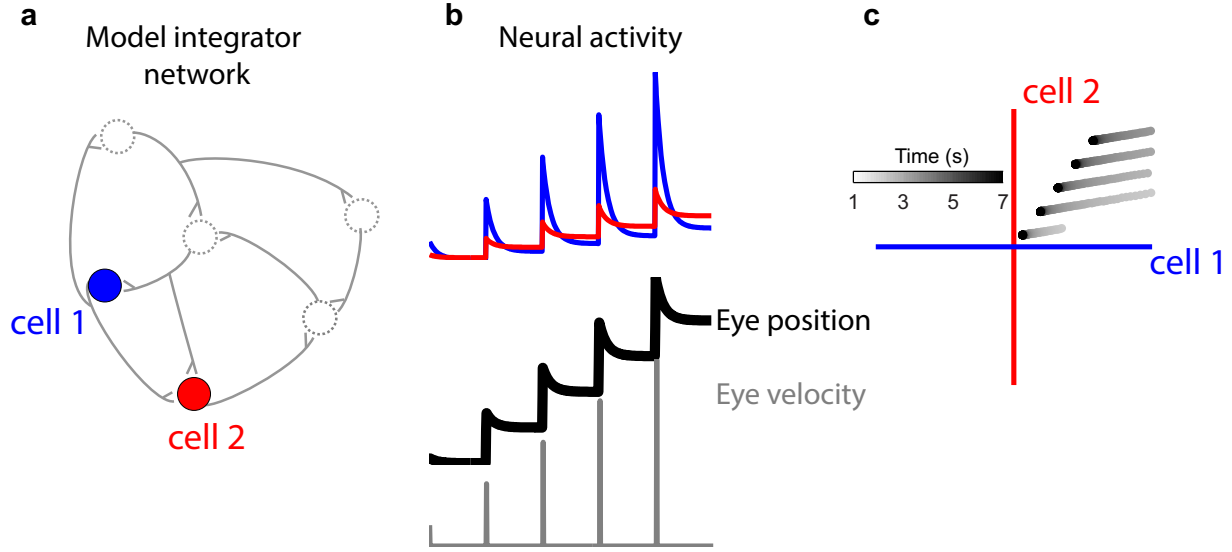 a
Model integrator
network
cell 1
cell 2
b
Neural activity
Eye position
Eye velocity
c
cell 2
Time (s)
1 3 5 7
cell 1